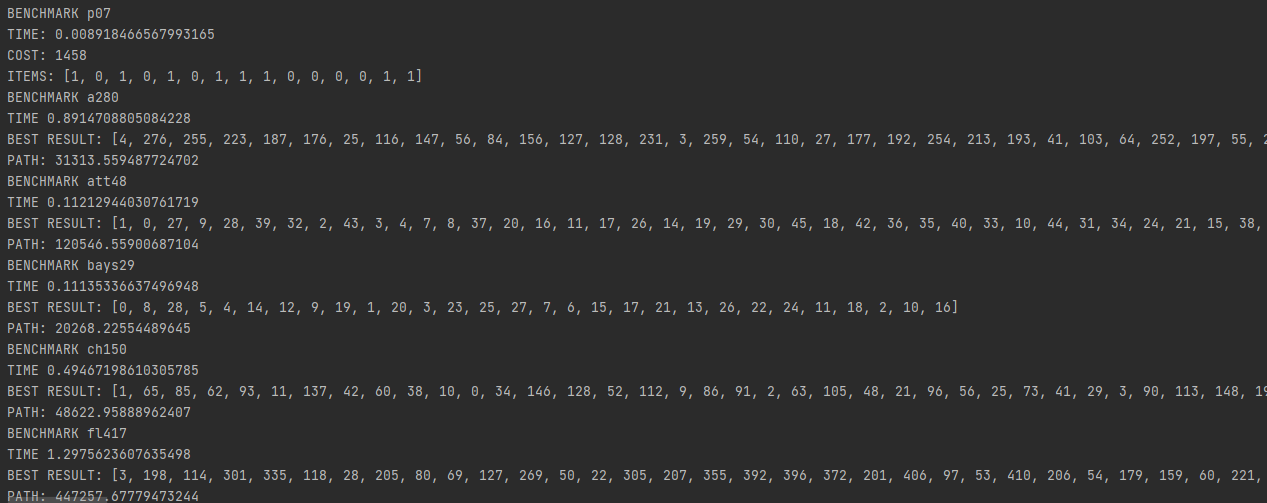 BENCHMARK p07
TIME: 0.008918466567993165
COST: 1458
ITEMS: [1, 0, 1, 0, 1, 0, 1, 1, 1, 0, 0, 0, 0, 1, 1]
BENCHMARK a280
TIME 0.8914708805084228
BEST RESULT: [4, 276, 255, 223, 187, 176, 25, 116, 147, 56, 84, 156, 127, 128, 231, 3, 259, 54, 110, 27, 177, 192, 254, 213, 193, 41, 103, 64, 252, 197, 55,
PATH: 31313.559487724702
BENCHMARK att48
TIME 0.11212944030761719
BEST RESULT: [1, 0, 27, 9, 28, 39, 32, 2, 43, 3, 4, 7, 8, 37, 20, 16, 11, 17, 26, 14, 19, 29, 30, 45, 18, 42, 36, 35, 40, 33, 10, 44, 31, 34, 24, 21, 15, 38,
PATH: 120546.55900687104
BENCHMARK bays29
TIME 0.11135336637496948
BEST RESULT: [0, 8, 28, 5, 4, 14, 12, 9, 19, 1, 20, 3, 23, 25, 27, 7, 6, 15, 17, 21, 13, 26, 22, 24, 11, 18, 2, 10, 16]
PATH: 20268.22554489645
BENCHMARK ch150
TIME 0.49467198610305785
BEST RESULT: [1, 65, 85, 62, 93, 11, 137, 42, 60, 38, 10, 0, 34, 146, 128, 52, 112, 9, 86, 91, 2, 63, 105, 48, 21, 96, 56, 25, 73, 41, 29, 3, 90, 113, 148,
PATH: 48622.95888962407
BENCHMARK fl417
TIME 1.2975623607635498
BEST RESULT: [3, 198, 114, 301, 335, 118, 28, 205, 80, 69, 127, 269, 50, 22, 305, 207, 355, 392, 396, 372, 201, 406, 97, 53, 410, 206, 54, 179, 159, 60, 221,
PATH: 447257.67779473244